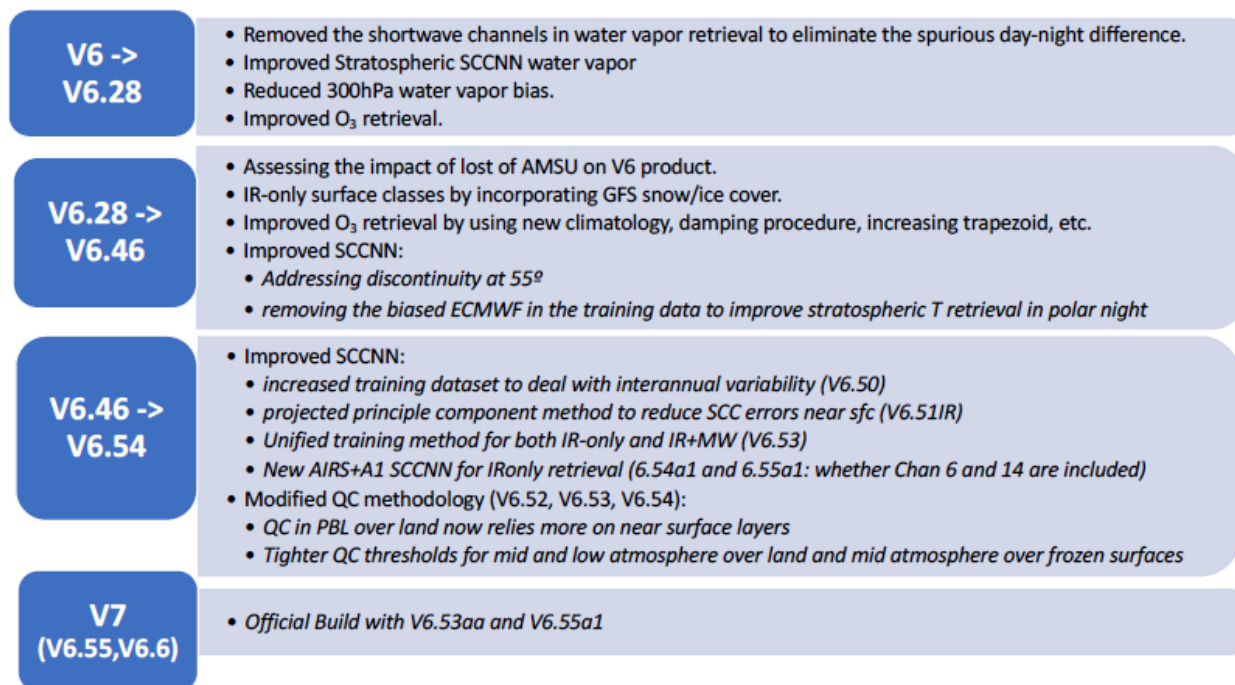 V6 ->
V6.28
• Removed the shortwave channels in water vapor retrieval to eliminate the spurious day-night difference.
• Improved Stratospheric SCCNN water vapor
• Reduced 300hPa water vapor bias.
• Improved O₃ retrieval.
V6.28 ->
V6.46
• Assessing the impact of lost of AMSU on V6 product.
• IR-only surface classes by incorporating GFS snow/ice cover.
• Improved O₃ retrieval by using new climatology, damping procedure, increasing trapezoid, etc.
• Improved SCCNN:
• Addressing discontinuity at 55º
• removing the biased ECMWF in the training data to improve stratospheric T retrieval in polar night
V6.46 ->
V6.54
• Improved SCCNN:
• increased training dataset to deal with interannual variability (V6.50)
• projected principle component method to reduce SCC errors near sfc (V6.51IR)
• Unified training method for both IR-only and IR+MW (V6.53)
• New AIRS+A1 SCCNN for IRonly retrieval (6.54a1 and 6.55a1: whether Chan 6 and 14 are included)
• Modified QC methodology (V6.52, V6.53, V6.54):
• QC in PBL over land now relies more on near surface layers
• Tighter QC thresholds for mid and low atmosphere over land and mid atmosphere over frozen surfaces
V7
(V6.55,V6.6)
• Official Build with V6.53aa and V6.55a1